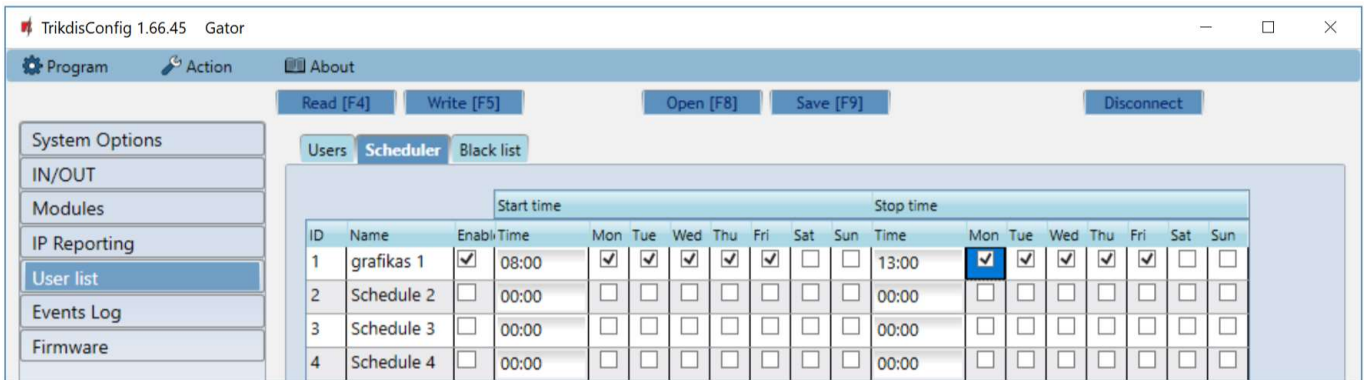 TrikdisConfig 1.66.45 Gator
Program Action About
Read [F4] Write [F5] Open [F8] Save [F9] Disconnect
System Options
IN/OUT
Modules
IP Reporting
User list
Events Log
Firmware
Users Scheduler Black list
Start time Stop time
ID Name Enabl Time Mon Tue Wed Thu Fri Sat Sun Time Mon Tue Wed Thu Fri Sat Sun
1 grafikas 1 08:00 13:00
2 Schedule 2 00:00 00:00
3 Schedule 3 00:00 00:00
4 Schedule 4 00:00 00:00